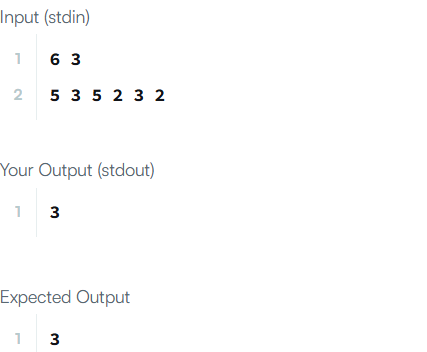 Input (stdin)
1 6 3
2 5 3 5 2 3 2
Your Output (stdout)
1 3
Expected Output
1 3